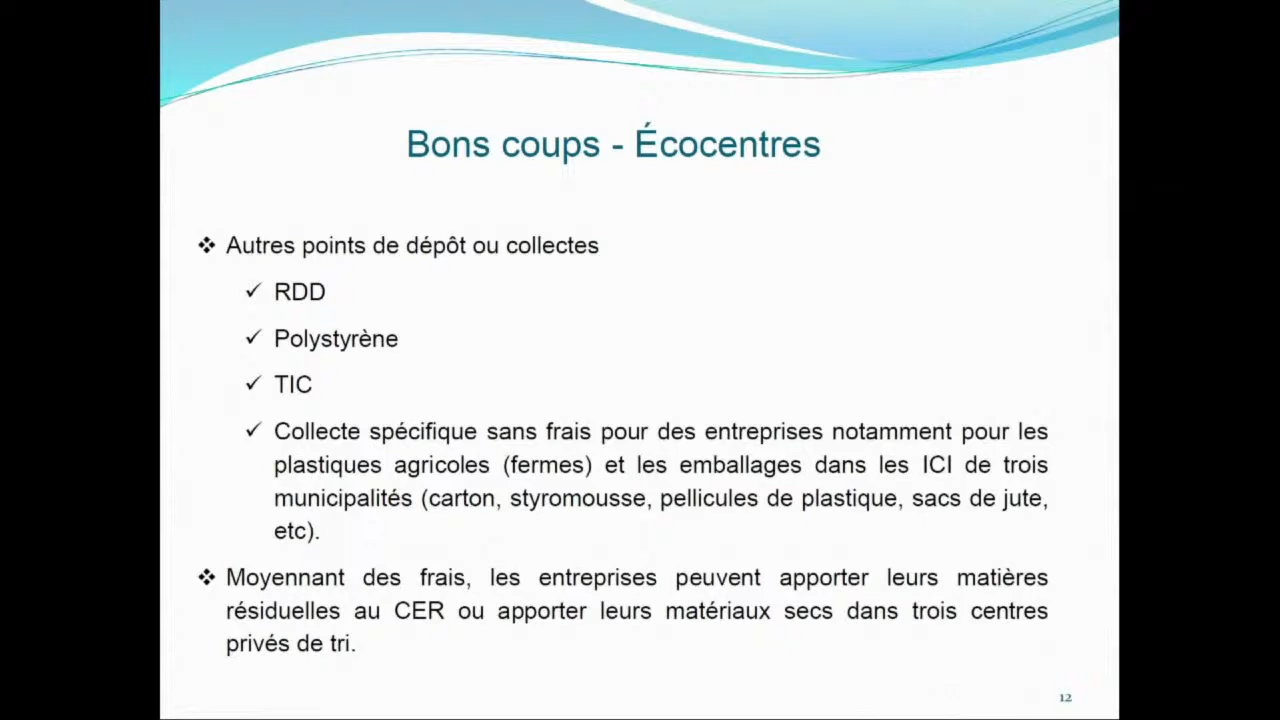 Bons coups - Écocentres
❖ Autres points de dépôt ou collectes
✓ RDD
✓ Polystyrène
✓ TIC
✓ Collecte spécifique sans frais pour des entreprises notamment pour les
plastiques agricoles (fermes) et les emballages dans les ICI de trois
municipalités (carton, styromousse, pellicules de plastique, sacs de jute,
etc).
❖ Moyennant des frais, les entreprises peuvent apporter leurs matières
résiduelles au CER ou apporter leurs matériaux secs dans trois centres
privés de tri.
12